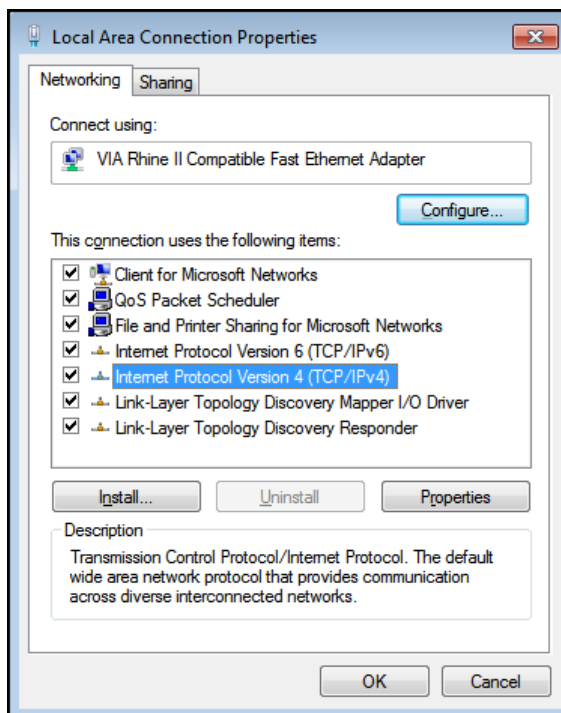 Local Area Connection Properties
Networking
Sharing
Connect using:
VIA Rhine II Compatible Fast Ethernet Adapter
Configure...
This connection uses the following items:
Client for Microsoft Networks
QoS Packet Scheduler
File and Printer Sharing for Microsoft Networks
Internet Protocol Version 6 (TCP/IPv6)
Internet Protocol Version 4 (TCP/IPv4)
Link-Layer Topology Discovery Mapper I/O Driver
Link-Layer Topology Discovery Responder
Install...
Uninstall
Properties
Description
Transmission Control Protocol/Internet Protocol. The default
wide area network protocol that provides communication
across diverse interconnected networks.
OK
Cancel